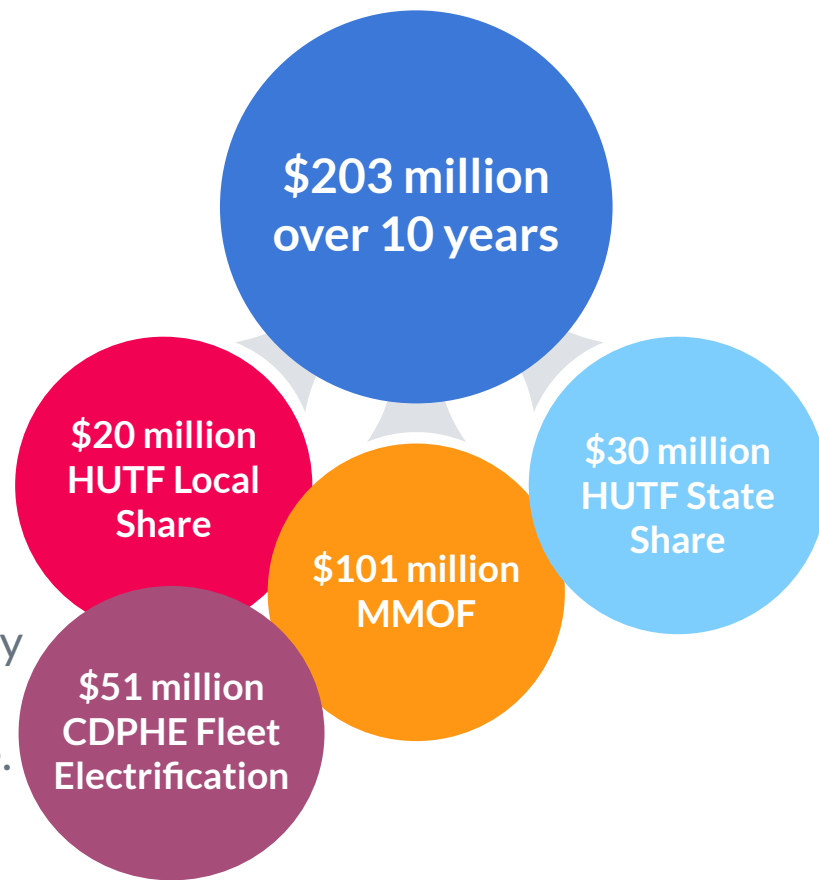 $203 million
over 10 years
$20 million
HUTF Local
Share
$30 million
HUTF State
Share
$101 million
MMOF
$51 million
CDPHE Fleet
Electrification